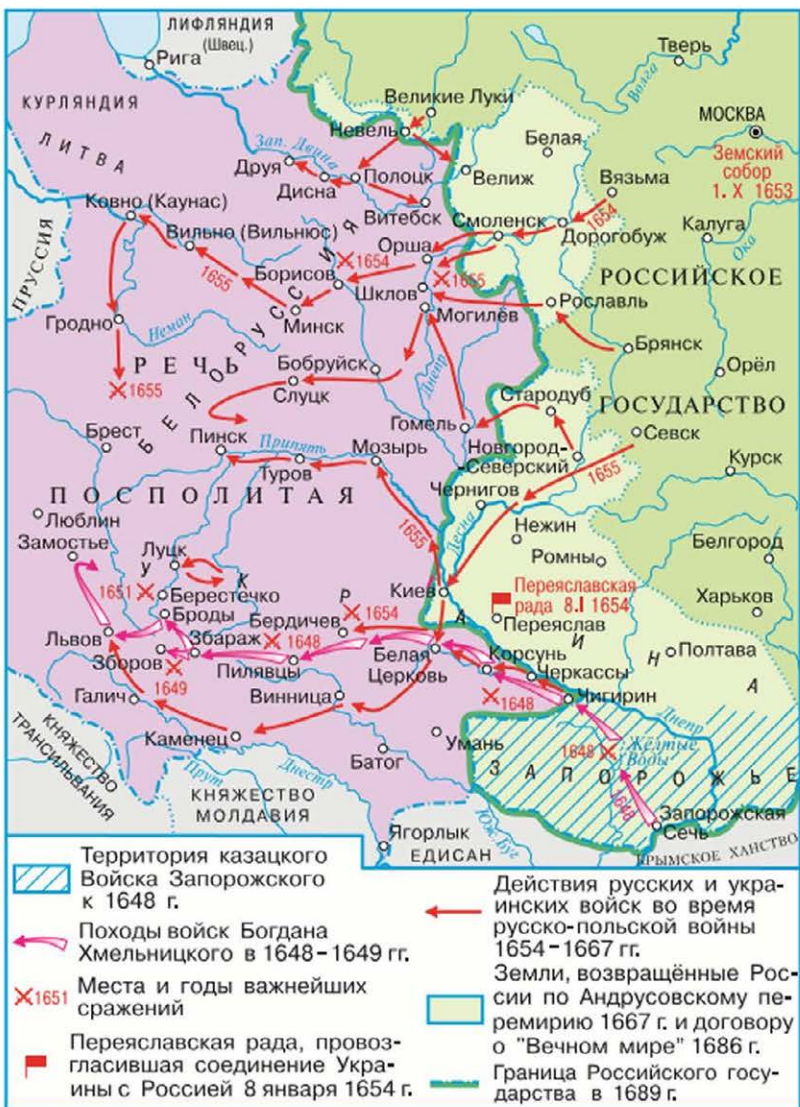 ЛИФЛЯНДИЯ
(Швец.)
Рига
Тверь
Волга
КУРЛЯНДИЯ
Великие Луки
МОСКВА
Невель
Белая
Земский
собор
1. X 1653
ЛИТВА
Зап. Двина
Друя
Дисна
Полоцк
Велиж
Вязьма
Витебск
1654
Ковно (Каунас)
Смоленск
Дорогобуж
Калуга
Ока
Вильно (Вильнюс)
Орша
1654
ПРУССИЯ
Борисов
1655
1655
Шклов
РОССИЙСКОЕ
Рославль
Минск
Могилёв
Гродно
Неман
Брянск
РЕЧЬ
Бобруйск
Днепр
Орёл
1655
БЕЛОРУССИЯ
Слуцк
Стародуб
ГОСУДАРСТВО
Гомель
Севск
Брест
Пинск
Припять
Мозырь
Новгород-
-Северский
1655
Курск
Туров
Чернигов
ПОСПОЛИТАЯ
Десна
Нежин
Люблин
1655
Ромны
Белгород
Замостье
Луцк
УКРАИНА
Киев
Переяславская
рада 8.I 1654
1651
Берестечко
Харьков
Броды
Бердичев
1654
Переяслав
Львов
Збараж
1648
Белая
Церковь
Корсунь
Полтава
Зборов
1649
Пилявцы
Черкассы
Галич
Винница
1648
Чигирин
Каменец
Умань
Днепр
КНЯЖЕСТВО
ТРАНСИЛЬВАНИЯ
Батог
1648
Жёлтые
Воды
ЗАПОРОЖЬЕ
Прут
Днестр
КНЯЖЕСТВО
МОЛДАВИЯ
1648
Запорожская
Сечь
Юж. Буг
Ягорлык
ЕДИСАН
КРЫМСКОЕ ХАНСТВО
Территория казацкого
Войска Запорожского
к 1648 г.
Походы войск Богдана
Хмельницкого в 1648–1649 гг.
1651
Места и годы важнейших
сражений
Переяславская рада, провоз-
гласившая соединение Укра-
ины с Россией 8 января 1654 г.
Действия русских и укра-
инских войск во время
русско-польской войны
1654–1667 гг.
Земли, возвращённые Рос-
сии по Андрусовскому пе-
ремирию 1667 г. и договору
о "Вечном мире" 1686 г.
Граница Российского госу-
дарства в 1689 г.